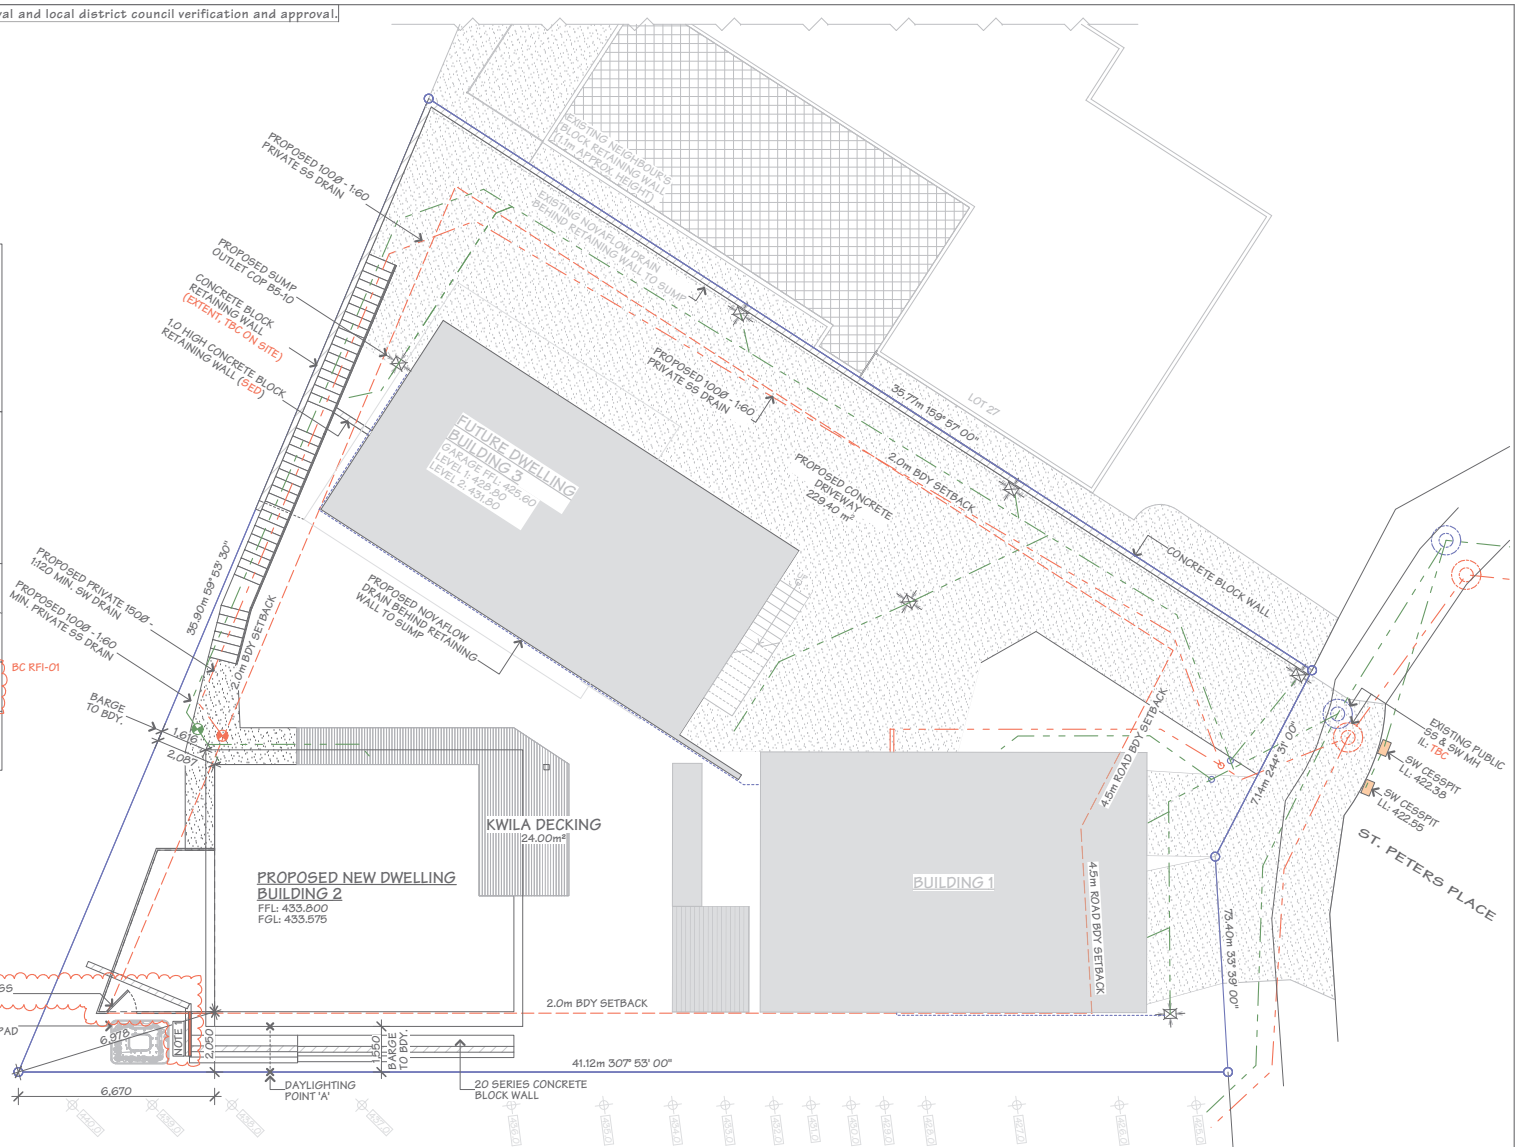 val and local district council verification and approval.
PROPOSED 100Ø - 1:60
PRIVATE SS DRAIN
EXISTING NEIGHBOUR'S
BLOCK RETAINING WALL
(1.1m APPROX. HEIGHT)
EXISTING NOVAFLOW DRAIN
BEHIND RETAINING WALL TO SUMP
PROPOSED SUMP
OUTLET COP B5-10
CONCRETE BLOCK
RETAINING WALL
(EXTENT, TBC ON SITE)
1.0 HIGH CONCRETE BLOCK
RETAINING WALL (SED)
PROPOSED 100Ø - 1:60
PRIVATE SS DRAIN
35.77m 159° 57' 00"
LOT 27
2.0m BDY SETBACK
FUTURE DWELLING
BUILDING 3
GARAGE FFL: 425.60
LEVEL 1: 428.80
LEVEL 2: 431.80
PROPOSED CONCRETE
DRIVEWAY
229.40 m²
CONCRETE BLOCK WALL
35.90m 59° 53' 30"
PROPOSED PRIVATE 150Ø -
1:120 MIN. SW DRAIN
PROPOSED 100Ø - 1:60
MIN. PRIVATE SS DRAIN
2.0m BDY SETBACK
PROPOSED NOVAFLOW
DRAIN BEHIND RETAINING
WALL TO SUMP
BC RFI-01
BARGE
TO BDY.
1,616
2,087
4.5m ROAD BDY SETBACK
7.14m 244° 31' 00"
EXISTING PUBLIC
SS & SW MH
IL: TBC
SW CESSPIT
LL: 422.38
SW CESSPIT
LL: 422.55
ST. PETERS PLACE
KWILA DECKING
24.00m²
PROPOSED NEW DWELLING
BUILDING 2
FFL: 433.800
FGL: 433.575
BUILDING 1
4.5m ROAD BDY SETBACK
73.40m 33° 39' 00"
SS
PAD
6,978
NOTE 1
2,050
1,550
BARGE
TO BDY.
2.0m BDY SETBACK
41.12m 307° 53' 00"
6,670
DAYLIGHTING
POINT 'A'
20 SERIES CONCRETE
BLOCK WALL